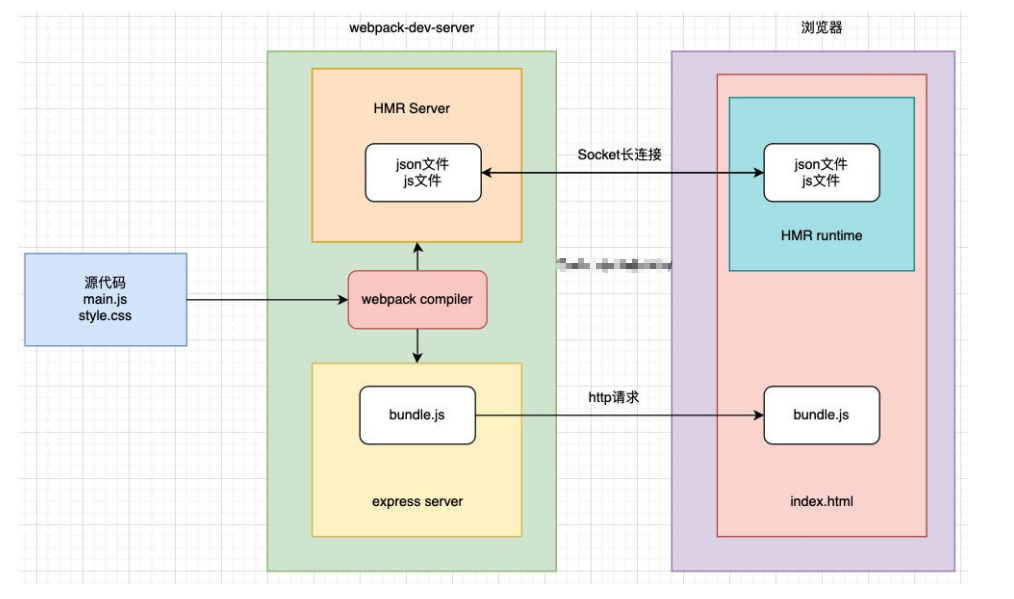 webpack-dev-server
浏览器
HMR Server
json文件
js文件
Socket长连接
json文件
js文件
HMR runtime
源代码
main.js
style.css
webpack compiler
bundle.js
http请求
bundle.js
express server
index.html